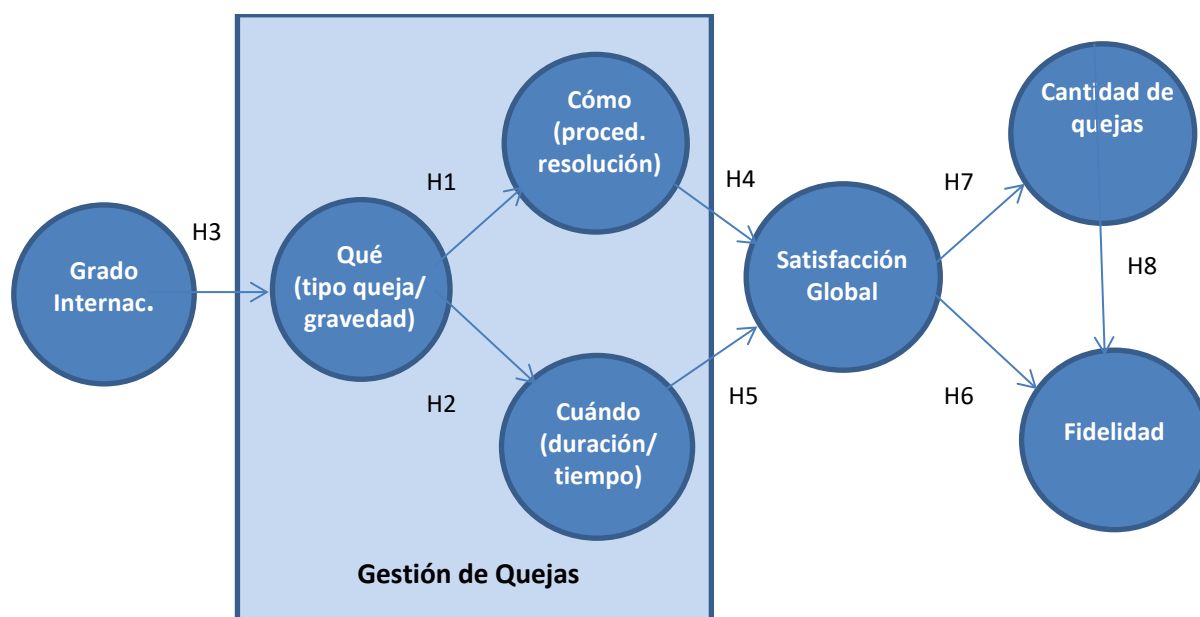 Grado
Internac.
H3
Qué
(tipo queja/
gravedad)
H1
H2
Cómo
(proced.
resolución)
Cuándo
(duración/
tiempo)
Gestión de Quejas
H4
H5
Satisfacción
Global
H7
H6
Cantidad de
quejas
H8
Fidelidad